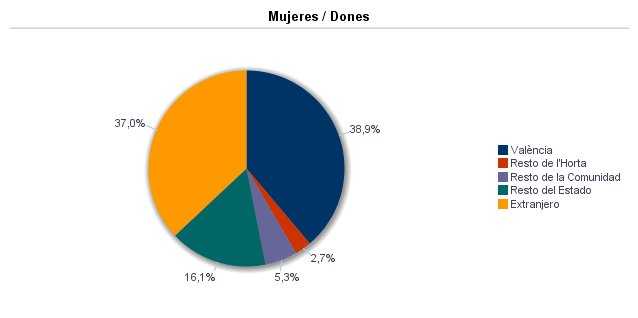 Mujeres / Dones
37,0%
38,9%
València
Resto de l'Horta
Resto de la Comunidad
Resto del Estado
Extranjero
2,7%
16,1%
5,3%